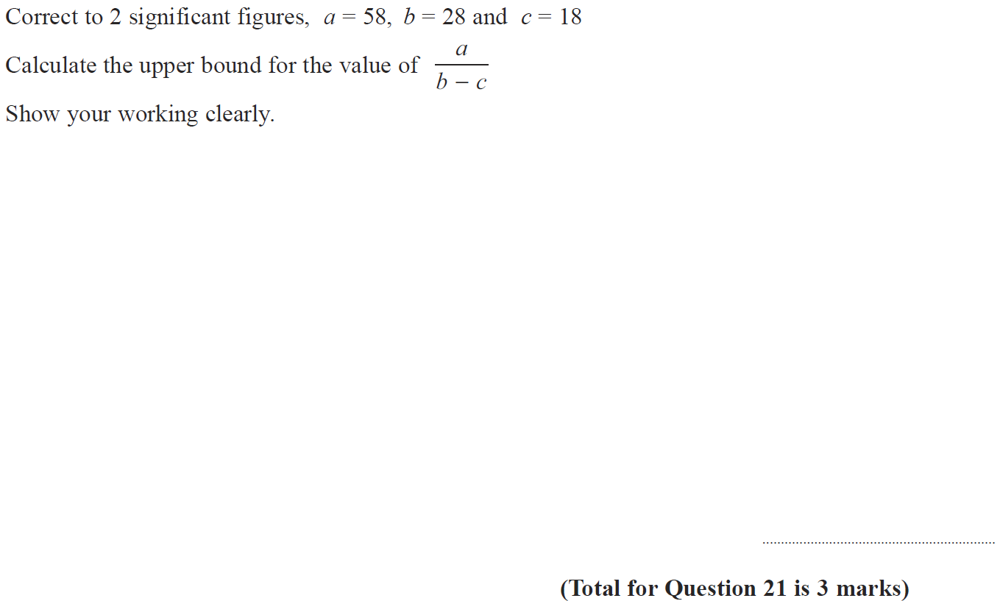 Correct to 2 significant figures, a = 58, b = 28 and c = 18
Calculate the upper bound for the value of a / (b − c)
Show your working clearly.
(Total for Question 21 is 3 marks)